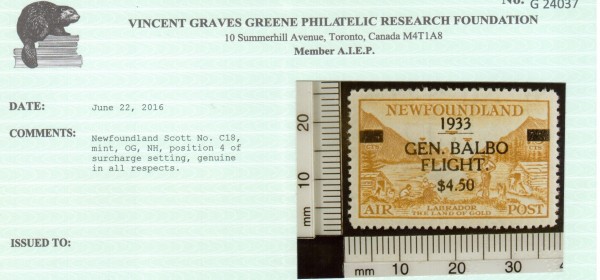 No. G 24037
VINCENT GRAVES GREENE PHILATELIC RESEARCH FOUNDATION
10 Summerhill Avenue, Toronto, Canada M4T1A8
Member A.I.E.P.
DATE:
June 22, 2016
COMMENTS:
Newfoundland Scott No. C18,
mint, OG, NH, position 4 of
surcharge setting, genuine
in all respects.
ISSUED TO:
NEWFOUNDLAND
1933
GEN. BALBO
FLIGHT.
$4.50
LABRADOR
AIR THE LAND OF GOLD POST
mm 10 20
mm 10 20 30